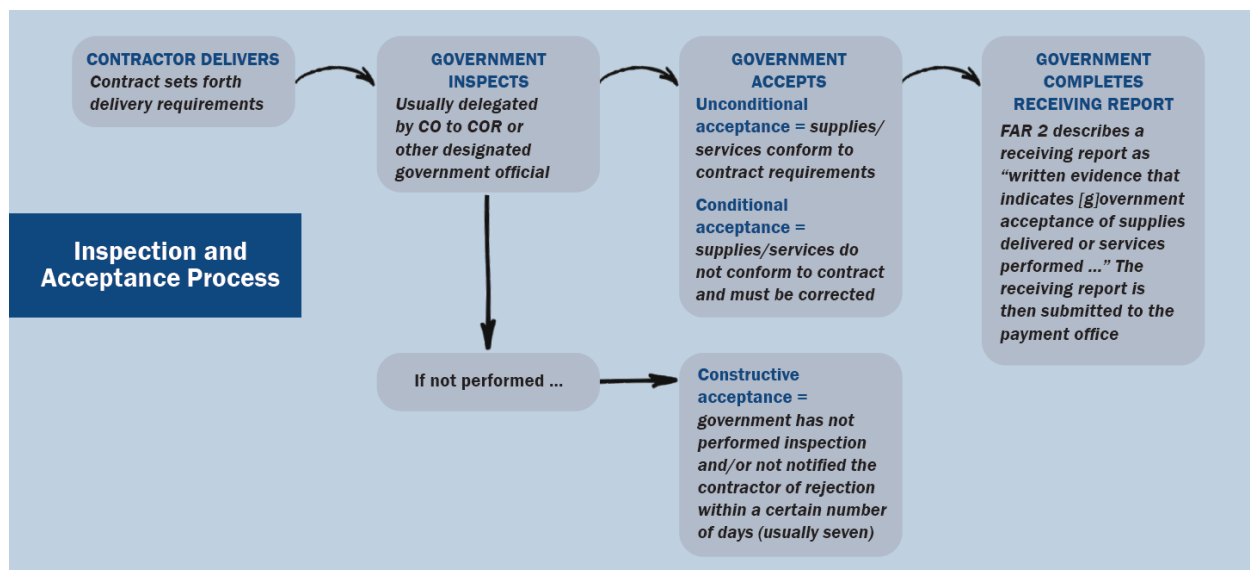 CONTRACTOR DELIVERS
Contract sets forth
delivery requirements
GOVERNMENT
INSPECTS
Usually delegated
by CO to COR or
other designated
government official
GOVERNMENT
ACCEPTS
Unconditional
acceptance = supplies/
services conform to
contract requirements
Conditional
acceptance =
supplies/services do
not conform to contract
and must be corrected
GOVERNMENT
COMPLETES
RECEIVING REPORT
FAR 2 describes a
receiving report as
“written evidence that
indicates [g]overnment
acceptance of supplies
delivered or services
performed ...” The
receiving report is
then submitted to the
payment office
Inspection and
Acceptance Process
If not performed ...
Constructive
acceptance =
government has not
performed inspection
and/or not notified the
contractor of rejection
within a certain number
of days (usually seven)